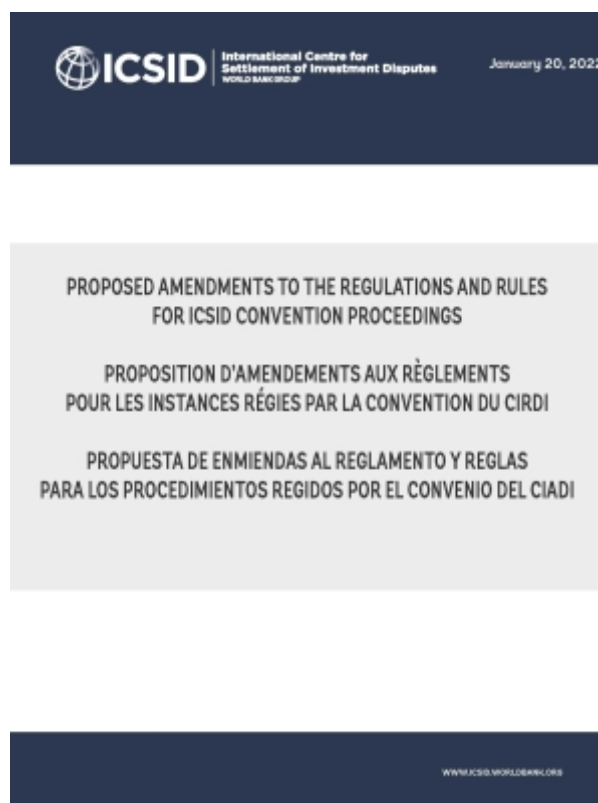 ICSID
International Centre for
Settlement of Investment Disputes
WORLD BANK GROUP
January 20, 2022
PROPOSED AMENDMENTS TO THE REGULATIONS AND RULES
FOR ICSID CONVENTION PROCEEDINGS
PROPOSITION D'AMENDEMENTS AUX RÈGLEMENTS
POUR LES INSTANCES RÉGIES PAR LA CONVENTION DU CIRDI
PROPUESTA DE ENMIENDAS AL REGLAMENTO Y REGLAS
PARA LOS PROCEDIMIENTOS REGIDOS POR EL CONVENIO DEL CIADI
WWW.ICSID.WORLDBANK.ORG